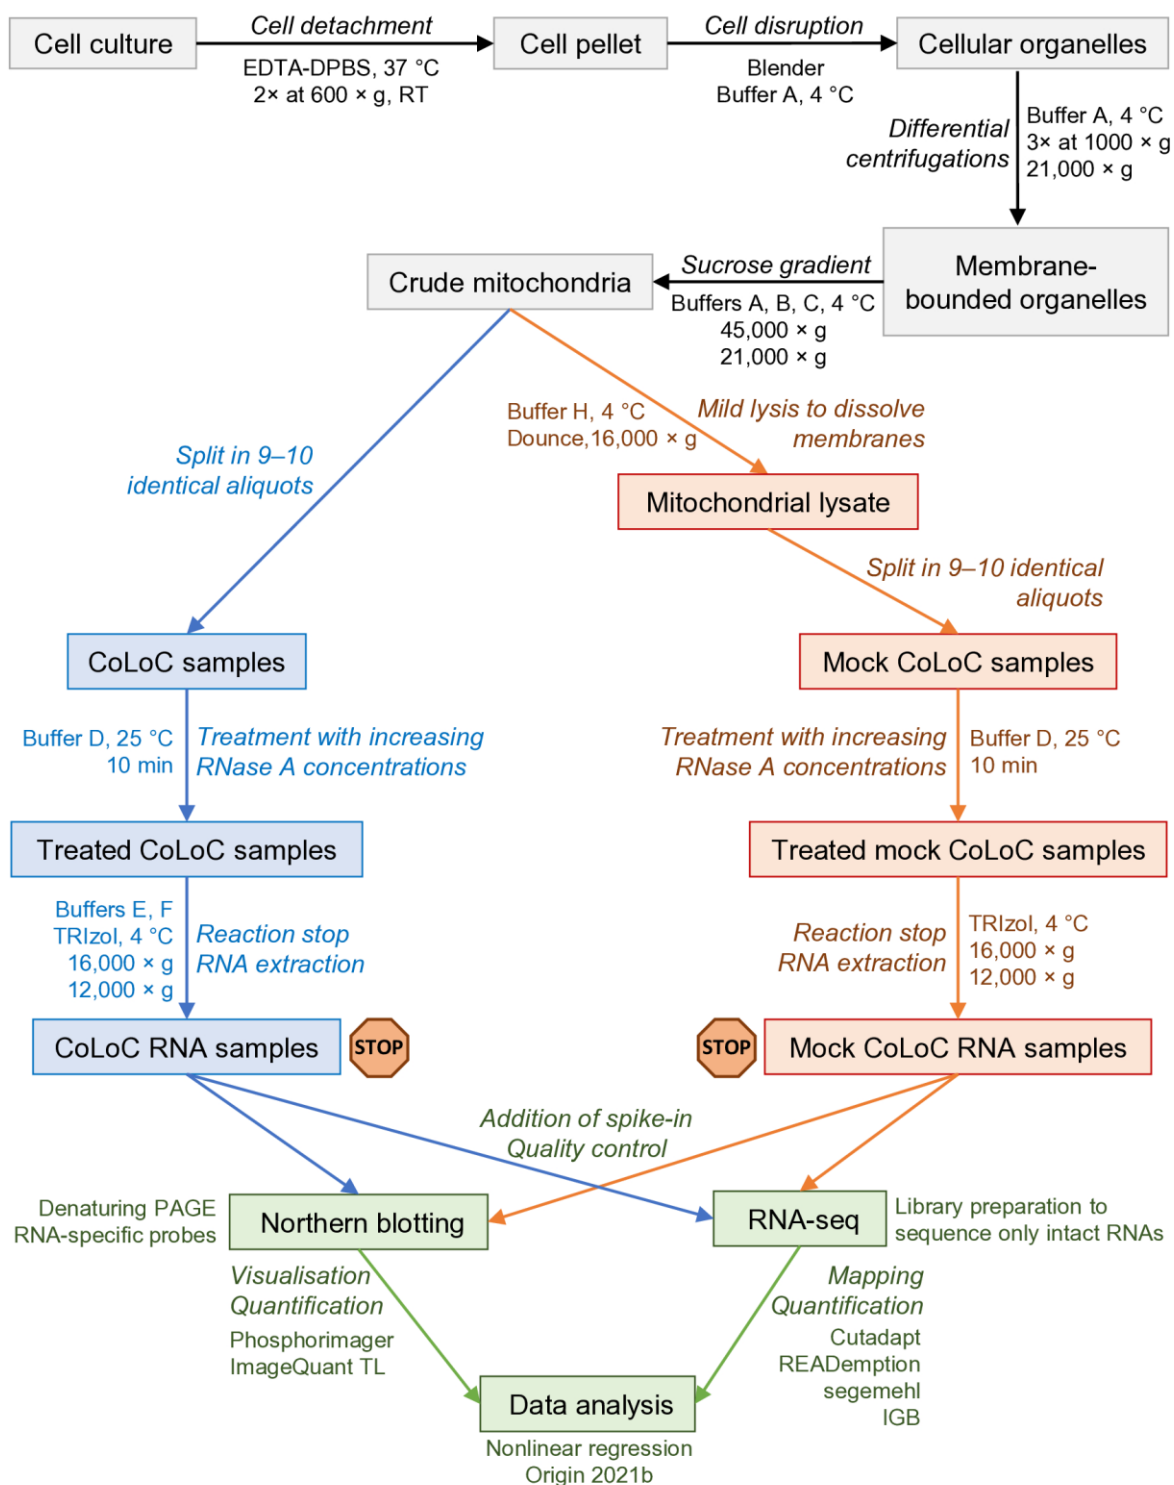 Cell culture
Cell detachment
EDTA-DPBS, 37 °C
2× at 600 × g, RT
Cell pellet
Cell disruption
Blender
Buffer A, 4 °C
Cellular organelles
Differential
centrifugations
Buffer A, 4 °C
3× at 1000 × g
21,000 × g
Membrane-
bounded organelles
Sucrose gradient
Buffers A, B, C, 4 °C
45,000 × g
21,000 × g
Crude mitochondria
Split in 9–10
identical aliquots
Buffer H, 4 °C
Dounce,16,000 × g
Mild lysis to dissolve
membranes
Mitochondrial lysate
Split in 9–10 identical
aliquots
CoLoC samples
Mock CoLoC samples
Buffer D, 25 °C
10 min
Treatment with increasing
RNase A concentrations
Treatment with increasing
RNase A concentrations
Buffer D, 25 °C
10 min
Treated CoLoC samples
Treated mock CoLoC samples
Buffers E, F
TRIzol, 4 °C
16,000 × g
12,000 × g
Reaction stop
RNA extraction
Reaction stop
RNA extraction
TRIzol, 4 °C
16,000 × g
12,000 × g
CoLoC RNA samples
STOP
STOP
Mock CoLoC RNA samples
Addition of spike-in
Quality control
Denaturing PAGE
RNA-specific probes
Northern blotting
RNA-seq
Library preparation to
sequence only intact RNAs
Visualisation
Quantification
Phosphorimager
ImageQuant TL
Mapping
Quantification
Cutadapt
READemption
segemehl
IGB
Data analysis
Nonlinear regression
Origin 2021b